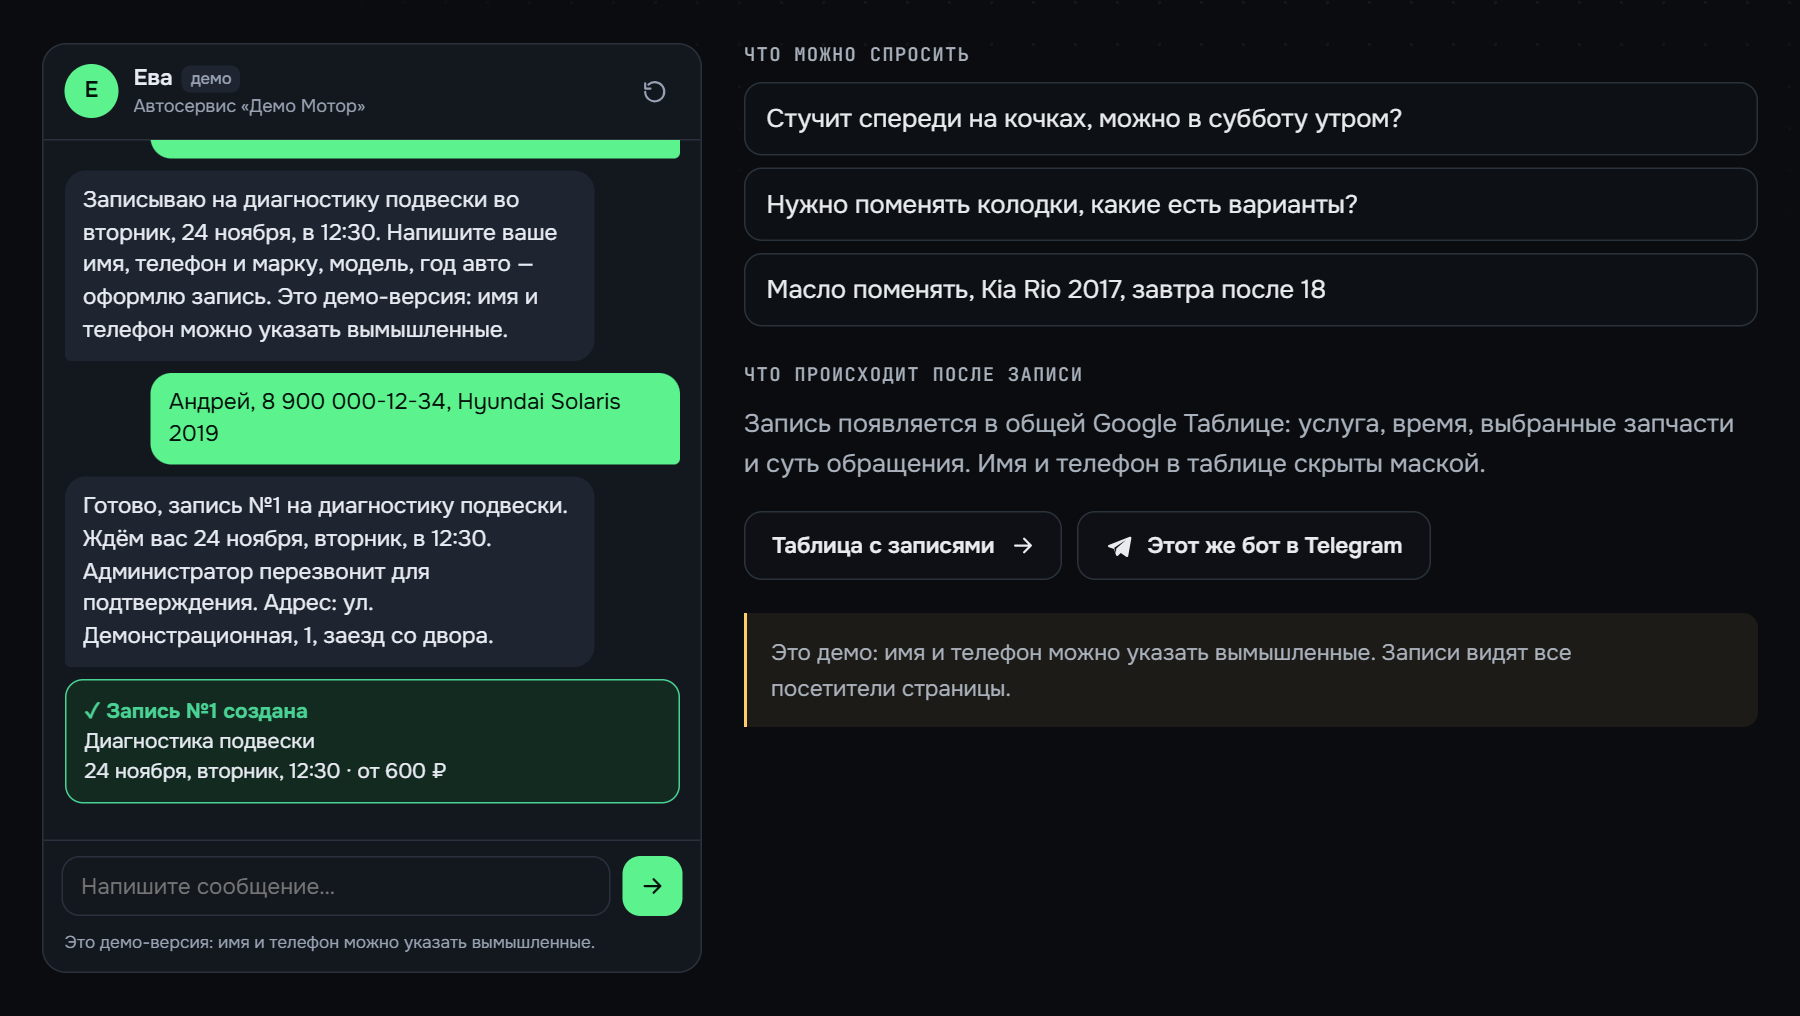 Е
Ева демо
Автосервис «Демо Мотор»
Записываю на диагностику подвески во
вторник, 24 ноября, в 12:30. Напишите ваше
имя, телефон и марку, модель, год авто —
оформлю запись. Это демо-версия: имя и
телефон можно указать вымышленные.
Андрей, 8 900 000-12-34, Hyundai Solaris
2019
Готово, запись №1 на диагностику подвески.
Ждём вас 24 ноября, вторник, в 12:30.
Администратор перезвонит для
подтверждения. Адрес: ул.
Демонстрационная, 1, заезд со двора.
✓ Запись №1 создана
Диагностика подвески
24 ноября, вторник, 12:30 · от 600 ₽
Напишите сообщение...
→
Это демо-версия: имя и телефон можно указать вымышленные.
ЧТО МОЖНО СПРОСИТЬ
Стучит спереди на кочках, можно в субботу утром?
Нужно поменять колодки, какие есть варианты?
Масло поменять, Kia Rio 2017, завтра после 18
ЧТО ПРОИСХОДИТ ПОСЛЕ ЗАПИСИ
Запись появляется в общей Google Таблице: услуга, время, выбранные запчасти
и суть обращения. Имя и телефон в таблице скрыты маской.
Таблица с записями →
Этот же бот в Telegram
Это демо: имя и телефон можно указать вымышленные. Записи видят все
посетители страницы.